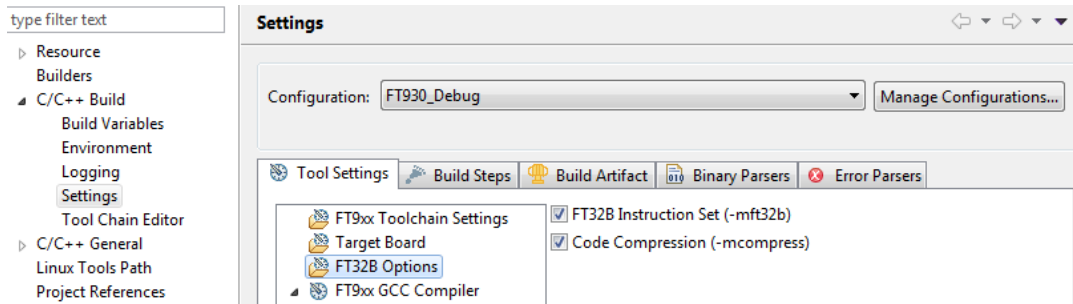 type filter text
Resource
Builders
C/C++ Build
Build Variables
Environment
Logging
Settings
Tool Chain Editor
C/C++ General
Linux Tools Path
Project References
Settings
Configuration: FT930_Debug Manage Configurations...
Tool Settings Build Steps Build Artifact Binary Parsers Error Parsers
FT9xx Toolchain Settings
Target Board
FT32B Options
FT9xx GCC Compiler
FT32B Instruction Set (-mft32b)
Code Compression (-mcompress)